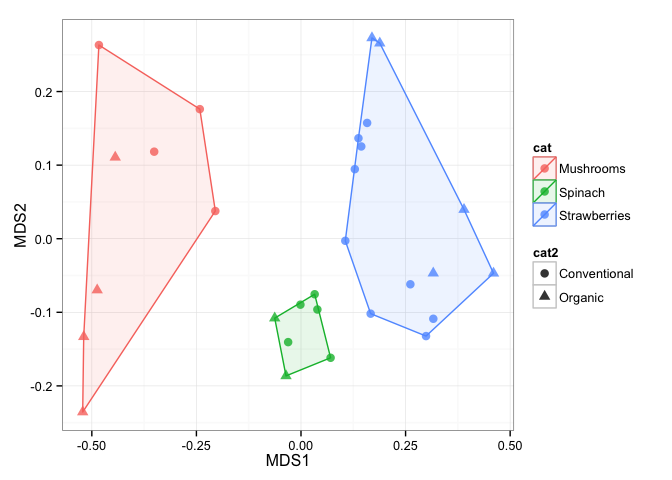 0.2
0.1
0.0
-0.1
-0.2
MDS2
-0.50
-0.25
0.00
0.25
0.50
MDS1
cat
Mushrooms
Spinach
Strawberries
cat2
Conventional
Organic